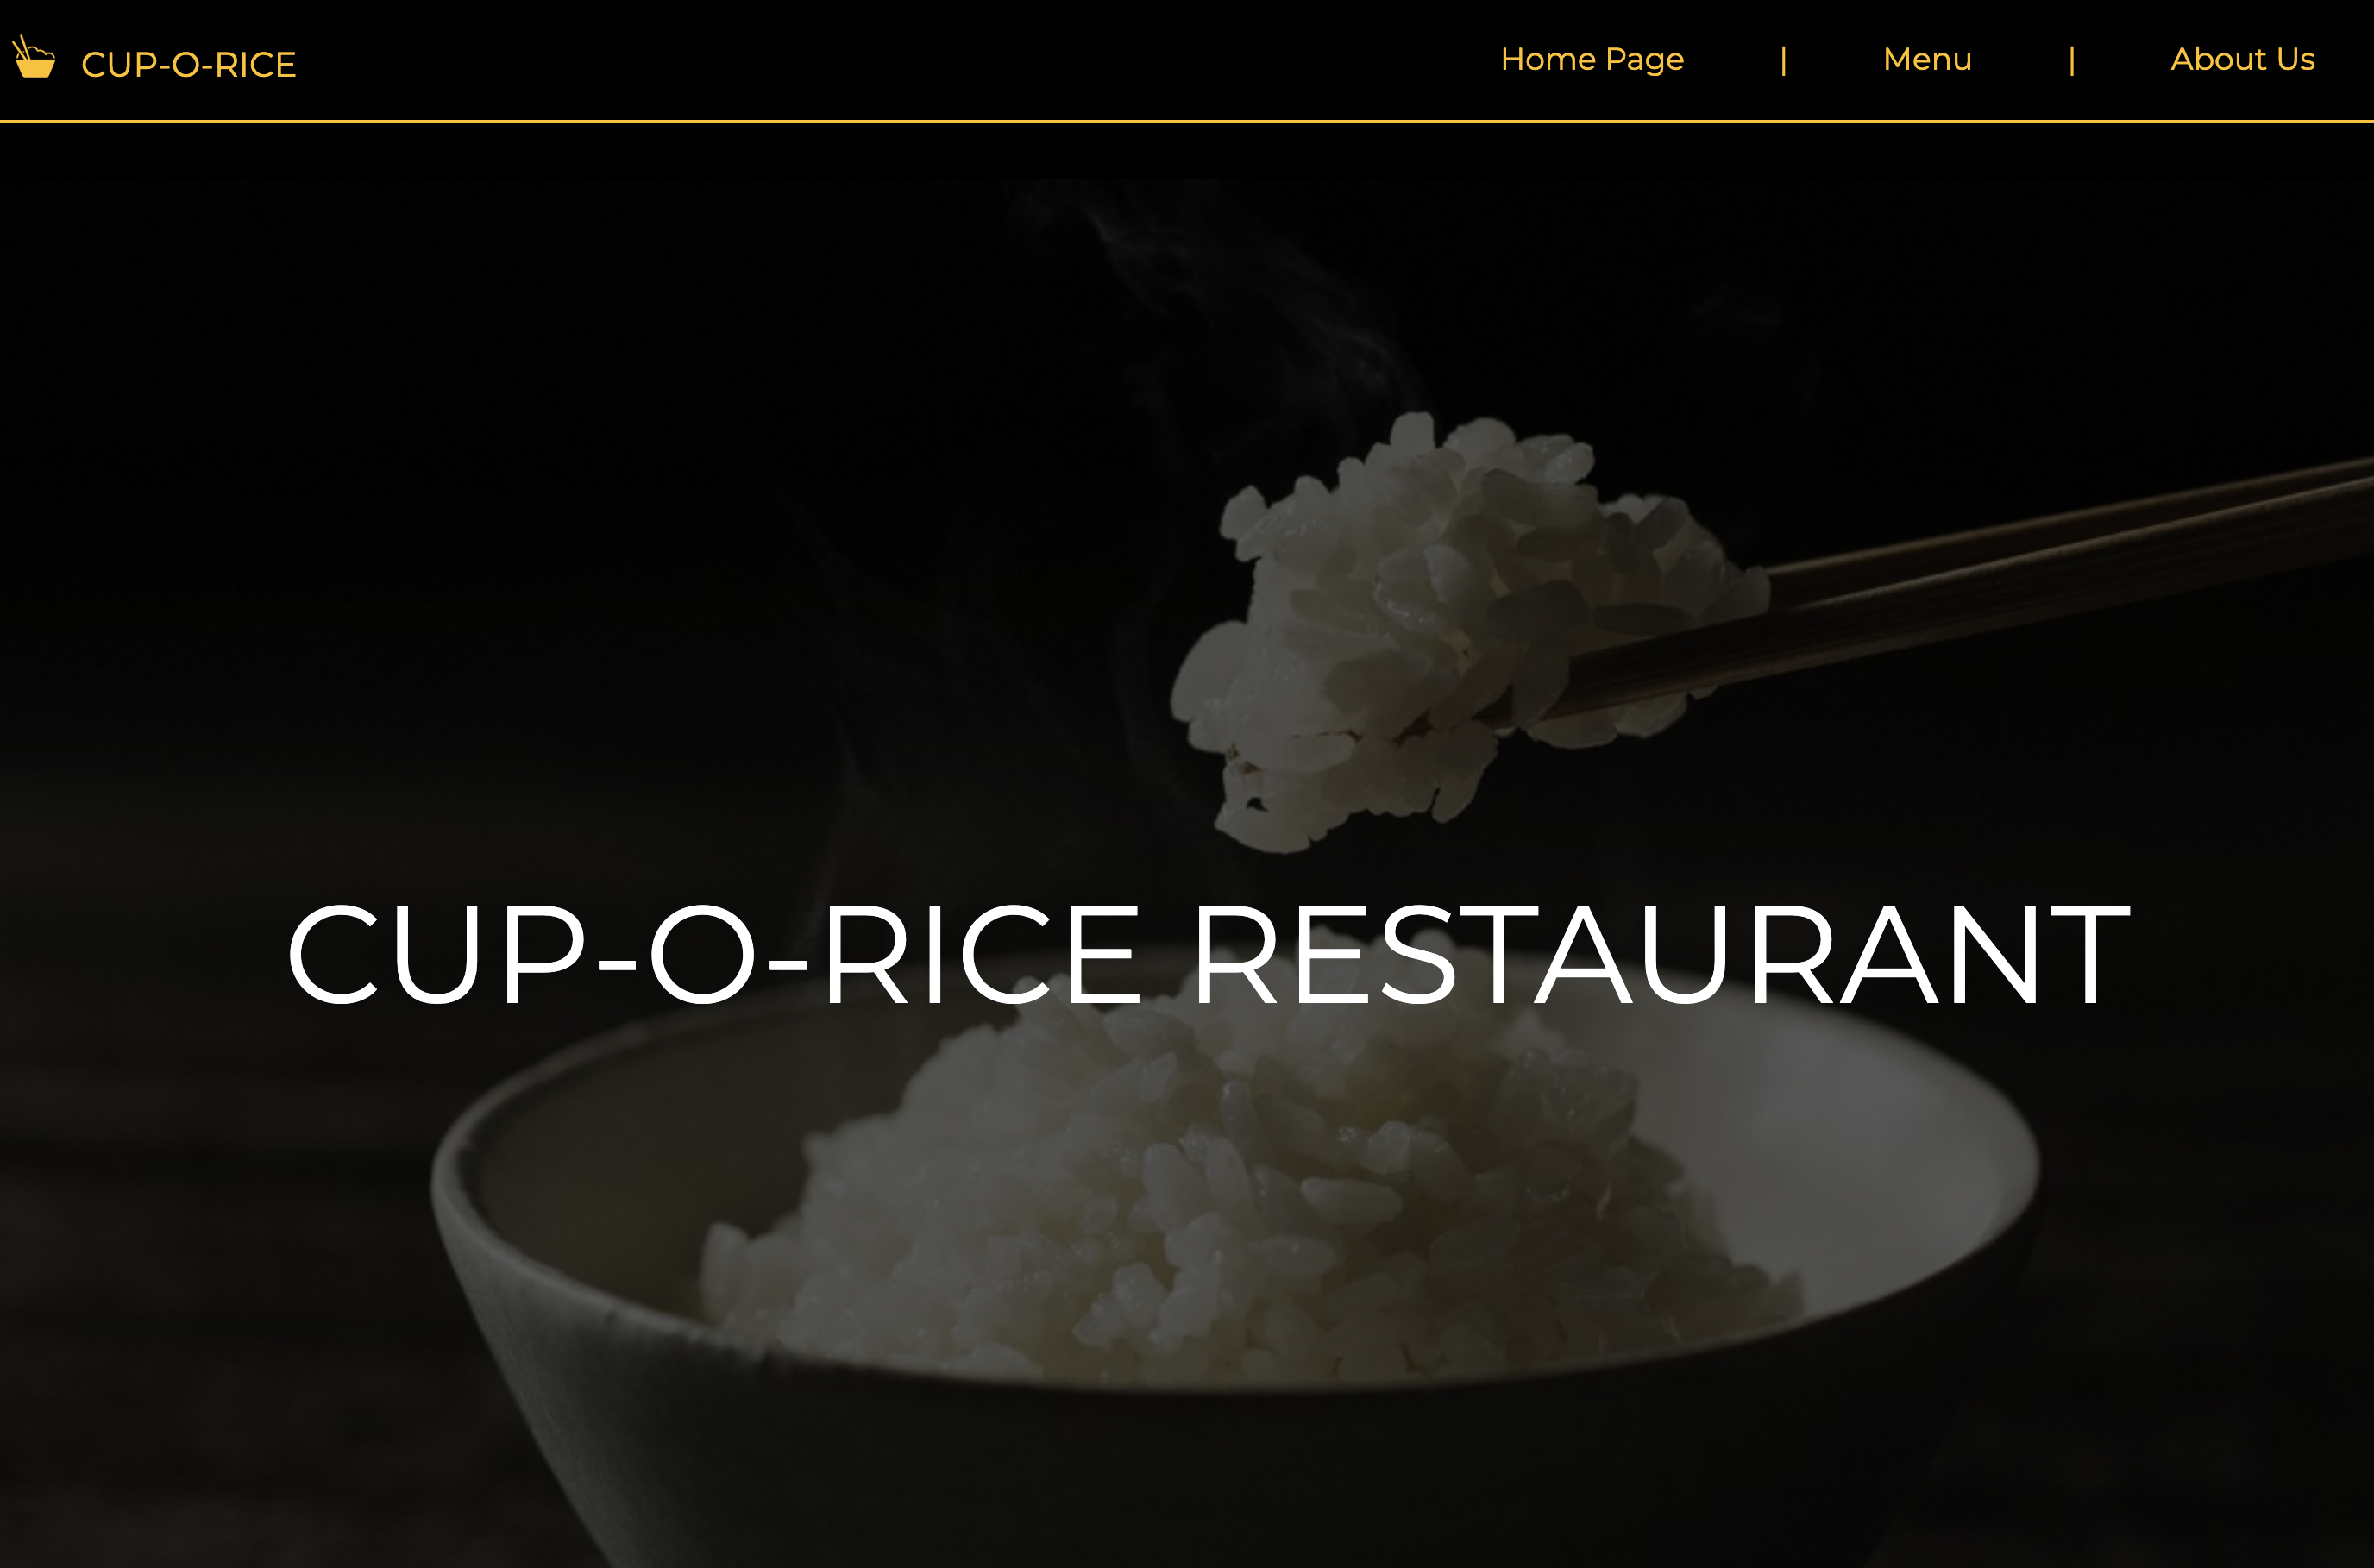 CUP-O-RICE
Home Page | Menu | About Us
CUP-O-RICE RESTAURANT